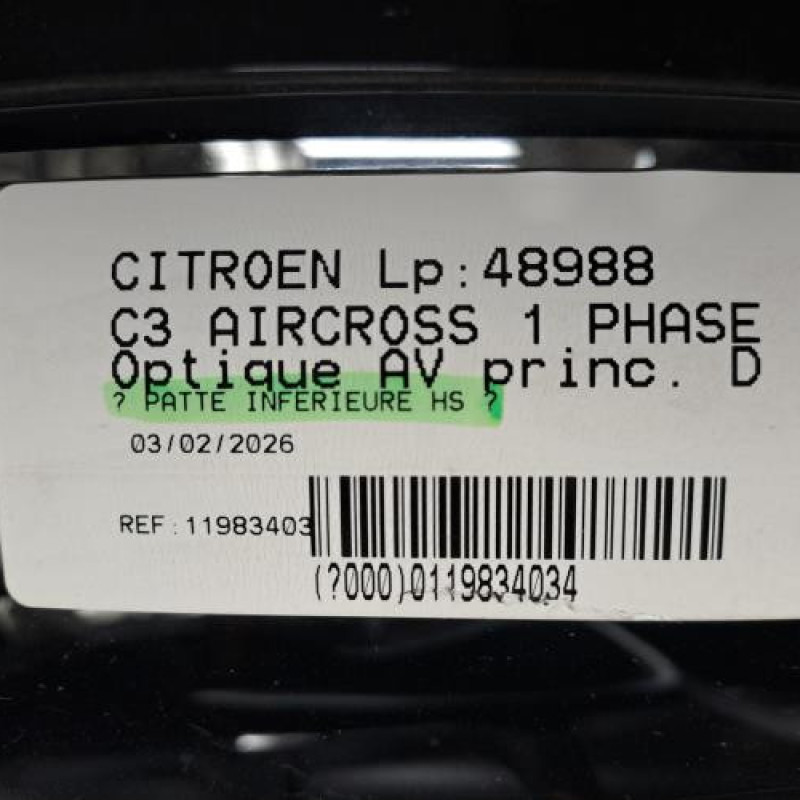 CITROEN Lp:48988
C3 AIRCROSS 1 PHASE
Optique AV princ. D
? PATTE INFERIEURE HS ?
03/02/2026
REF:11983403
(?000)0119834034